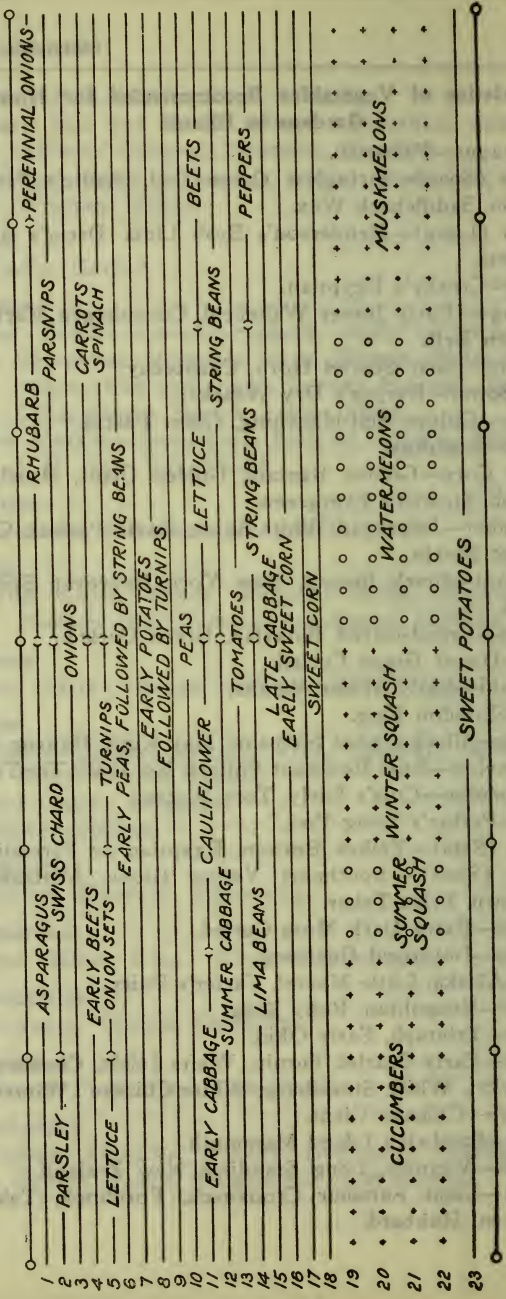 RHUBARB PERENNIAL ONIONS
1 ASPARAGUS PARSNIPS
2 PARSLEY SWISS CHARD
3 ONIONS CARROTS
4 EARLY BEETS SPINACH
5 LETTUCE ONION SETS TURNIPS
6 EARLY PEAS, FOLLOWED BY STRING BEANS
7 EARLY POTATOES
8 FOLLOWED BY TURNIPS
9 PEAS
10 BEETS
11 EARLY CABBAGE CAULIFLOWER LETTUCE
12 SUMMER CABBAGE STRING BEANS
13 TOMATOES PEPPERS
14 LIMA BEANS STRING BEANS
15 LATE CABBAGE
16 EARLY SWEET CORN
17 SWEET CORN
18
19
20 CUCUMBERS SUMMER WINTER SQUASH WATERMELONS MUSKMELONS
21 SQUASH
22
23 SWEET POTATOES